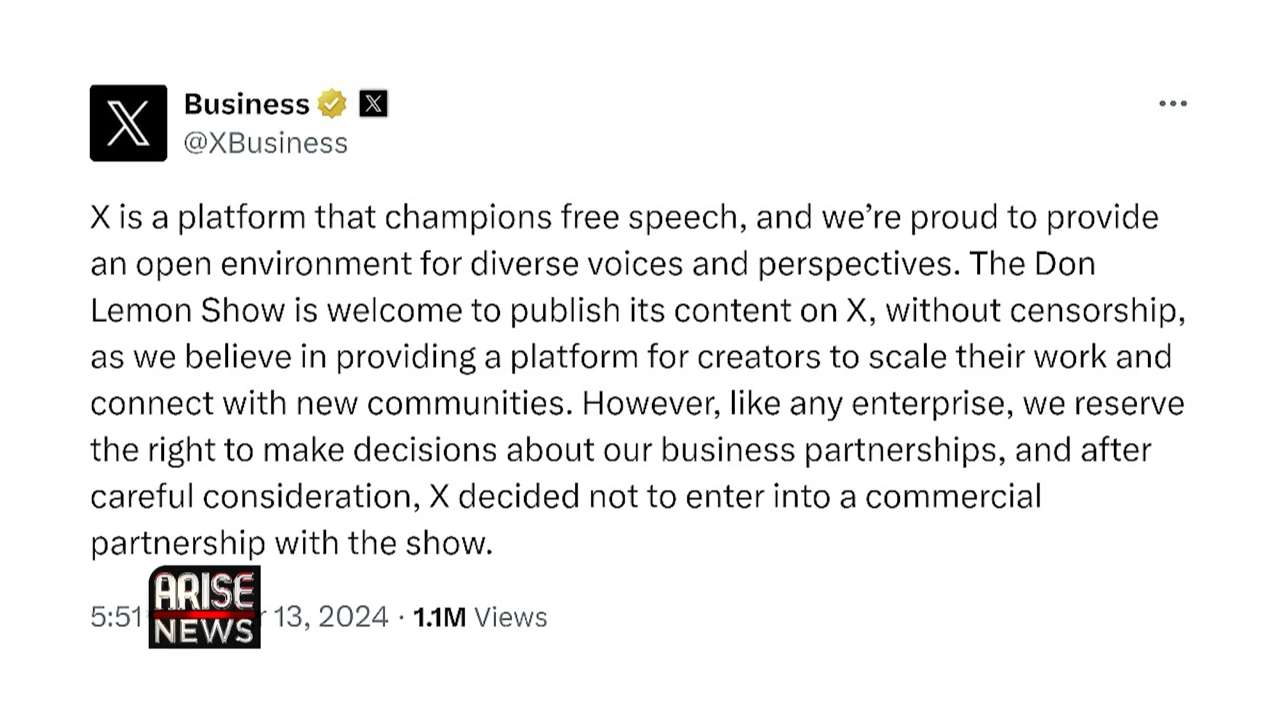 Business
@XBusiness
X is a platform that champions free speech, and we’re proud to provide
an open environment for diverse voices and perspectives. The Don
Lemon Show is welcome to publish its content on X, without censorship,
as we believe in providing a platform for creators to scale their work and
connect with new communities. However, like any enterprise, we reserve
the right to make decisions about our business partnerships, and after
careful consideration, X decided not to enter into a commercial
partnership with the show.
5:51 13, 2024 · 1.1M Views
ARISE
NEWS